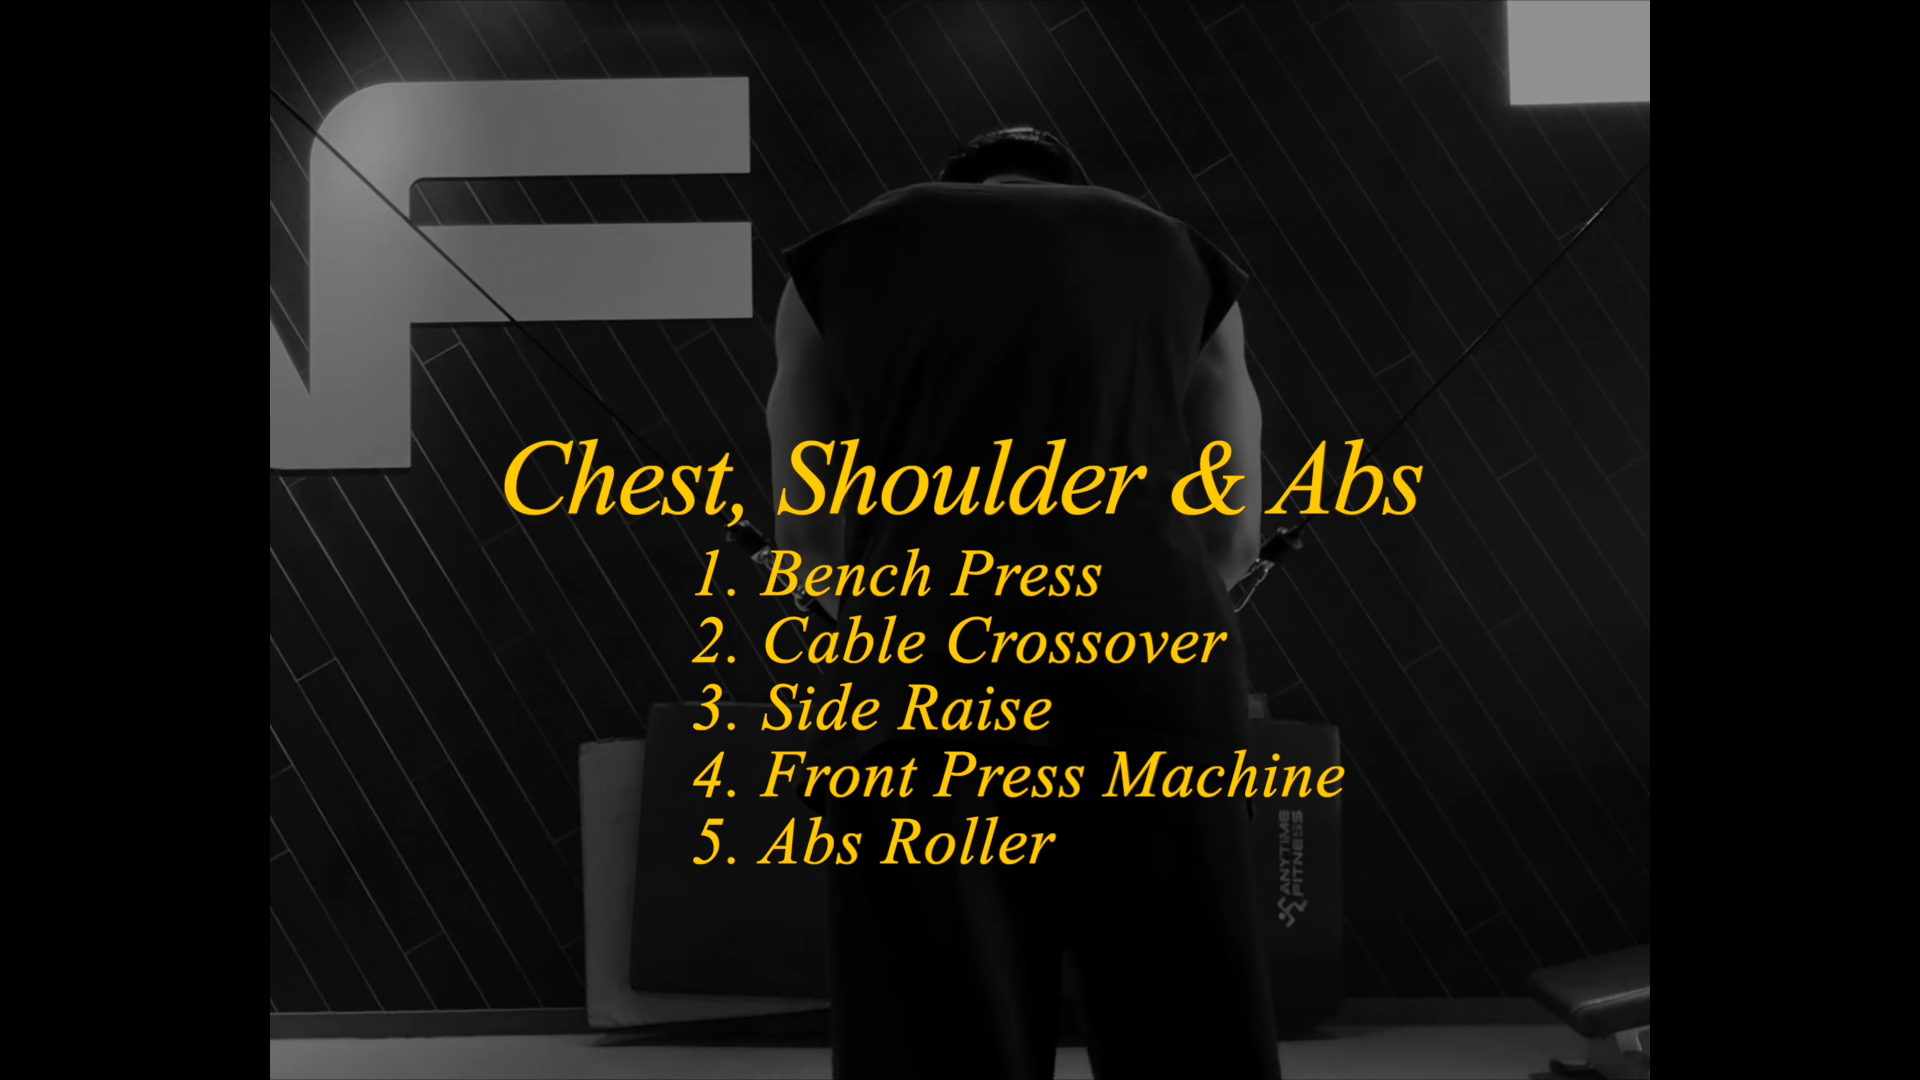 F
Chest, Shoulder & Abs
1. Bench Press
2. Cable Crossover
3. Side Raise
4. Front Press Machine
5. Abs Roller
ANYTIME
FITNESS